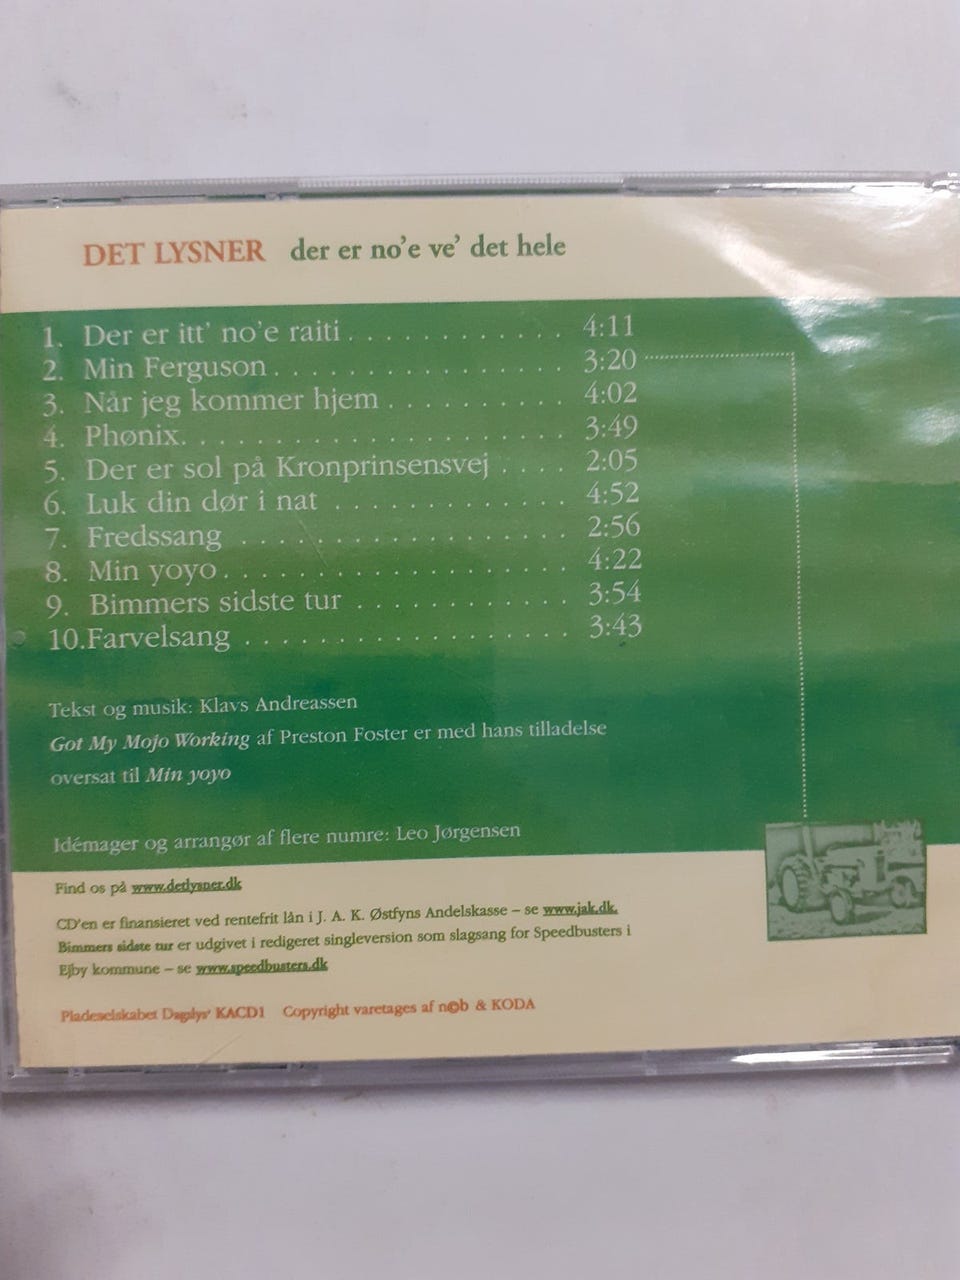 DET LYSNER der er no'e ve' det hele
1. Der er itt' no'e raiti . . . . . . . . . . . . 4:11
2. Min Ferguson . . . . . . . . . . . . . . . . 3:20
3. Når jeg kommer hjem . . . . . . . . . . 4:02
4. Phønix. . . . . . . . . . . . . . . . . . . . . . 3:49
5. Der er sol på Kronprinsensvej . . . . 2:05
6. Luk din dør i nat . . . . . . . . . . . . . 4:52
7. Fredssang . . . . . . . . . . . . . . . . . . 2:56
8. Min yoyo . . . . . . . . . . . . . . . . . . . 4:22
9. Bimmers sidste tur . . . . . . . . . . . . 3:54
10.Farvelsang . . . . . . . . . . . . . . . . . . 3:43
Tekst og musik: Klavs Andreassen
Got My Mojo Working af Preston Foster er med hans tilladelse
oversat til Min yoyo
Idémager og arrangør af flere numre: Leo Jørgensen
Find os på www.detlysner.dk
CD'en er finansieret ved rentefrit lån i J. A. K. Østfyns Andelskasse – se www.jak.dk.
Bimmers sidste tur er udgivet i redigeret singleversion som slagsang for Speedbusters i
Ejby kommune – se www.speedbusters.dk
Pladeselskabet Dagslys' KACD1 Copyright varetages af n©b & KODA